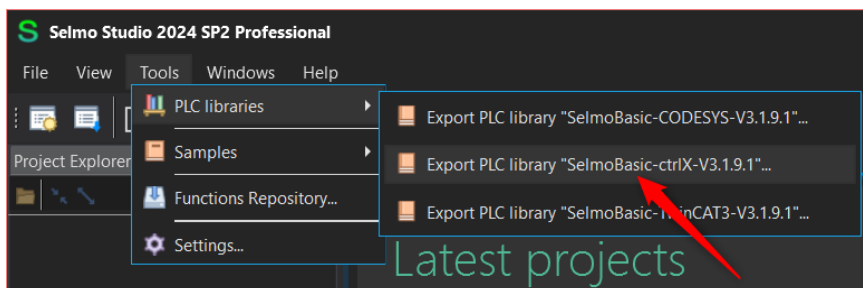 Selmo Studio 2024 SP2 Professional
File View Tools Windows Help
PLC libraries
Export PLC library "SelmoBasic-CODESYS-V3.1.9.1"...
Project Explorer
Samples
Export PLC library "SelmoBasic-ctrlX-V3.1.9.1"...
Functions Repository...
Export PLC library "SelmoBasic-TwinCAT3-V3.1.9.1"...
Settings...
Latest projects